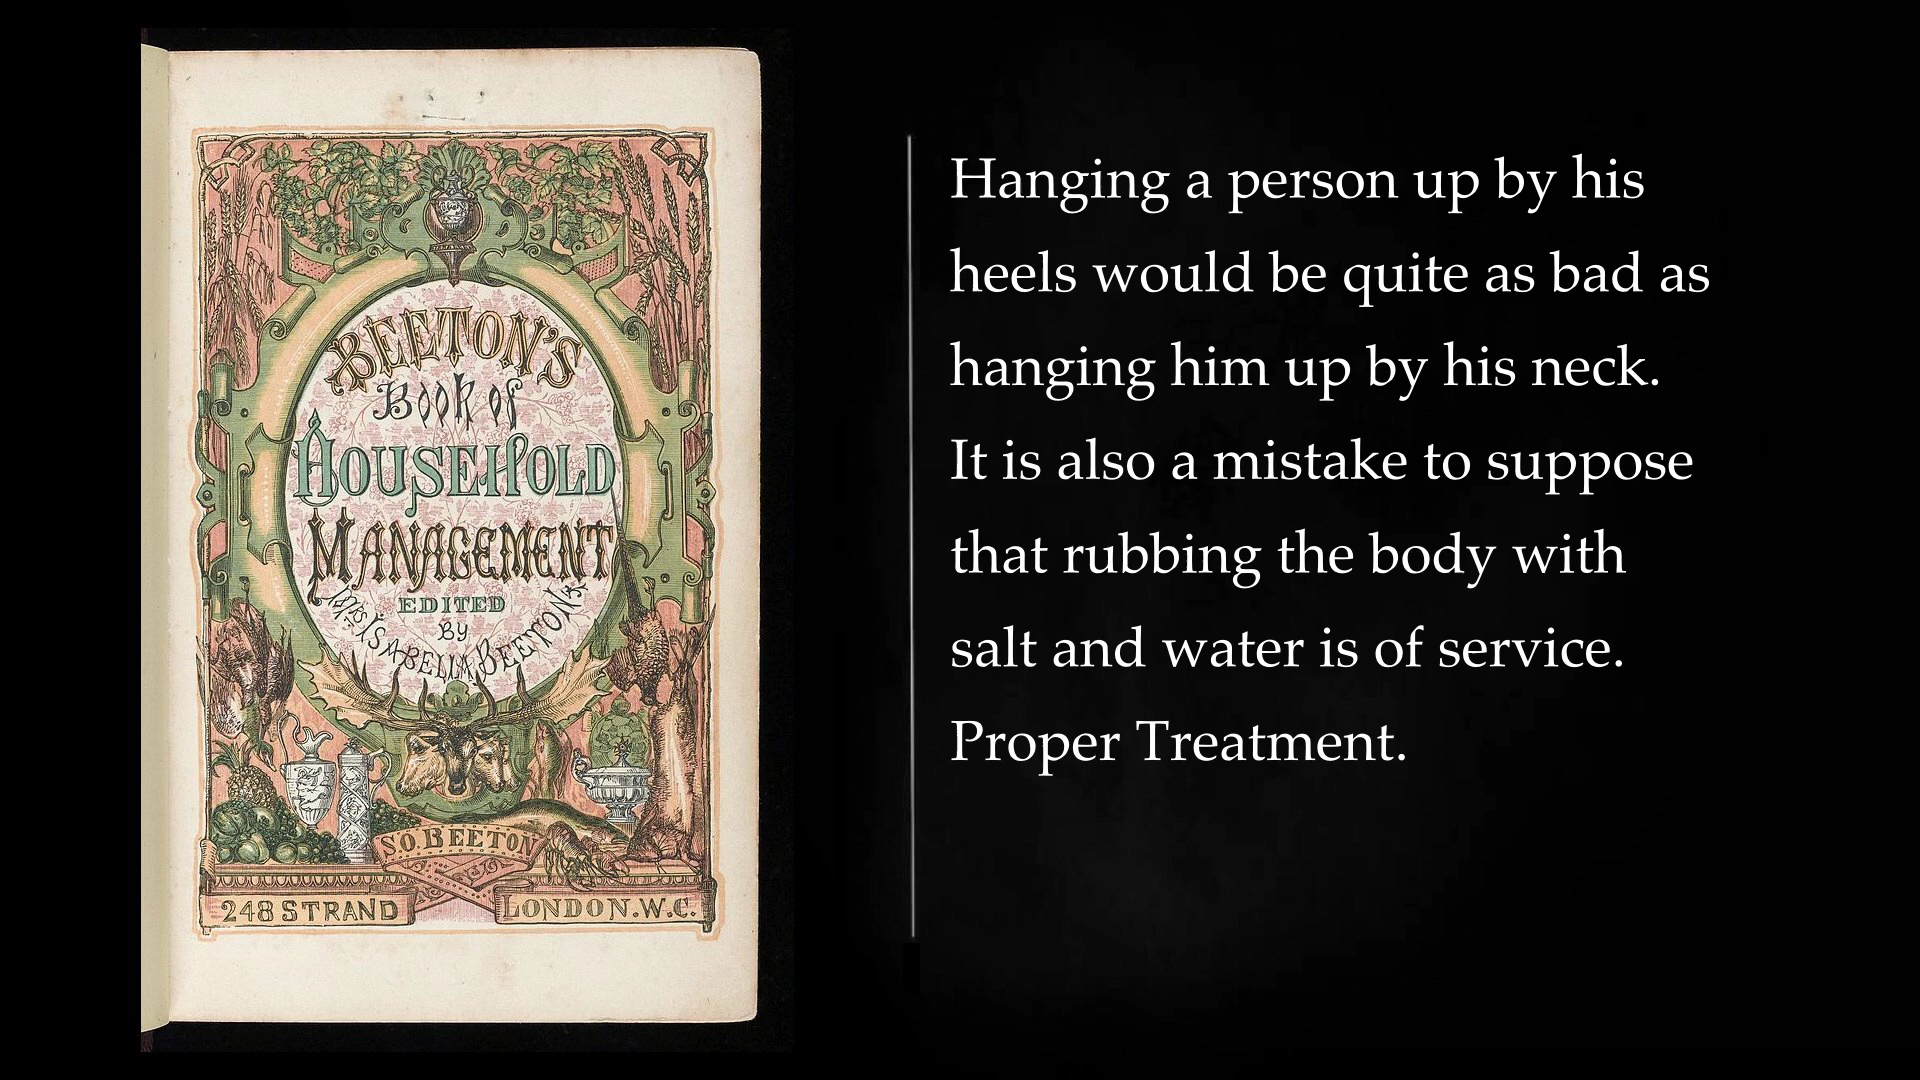 BEETON'S
Book of
HOUSEHOLD
MANAGEMENT
EDITED
BY
MRS ISABELLA BEETON
S.O. BEETON
248 STRAND
LONDON. W.C.
Hanging a person up by his
heels would be quite as bad as
hanging him up by his neck.
It is also a mistake to suppose
that rubbing the body with
salt and water is of service.
Proper Treatment.